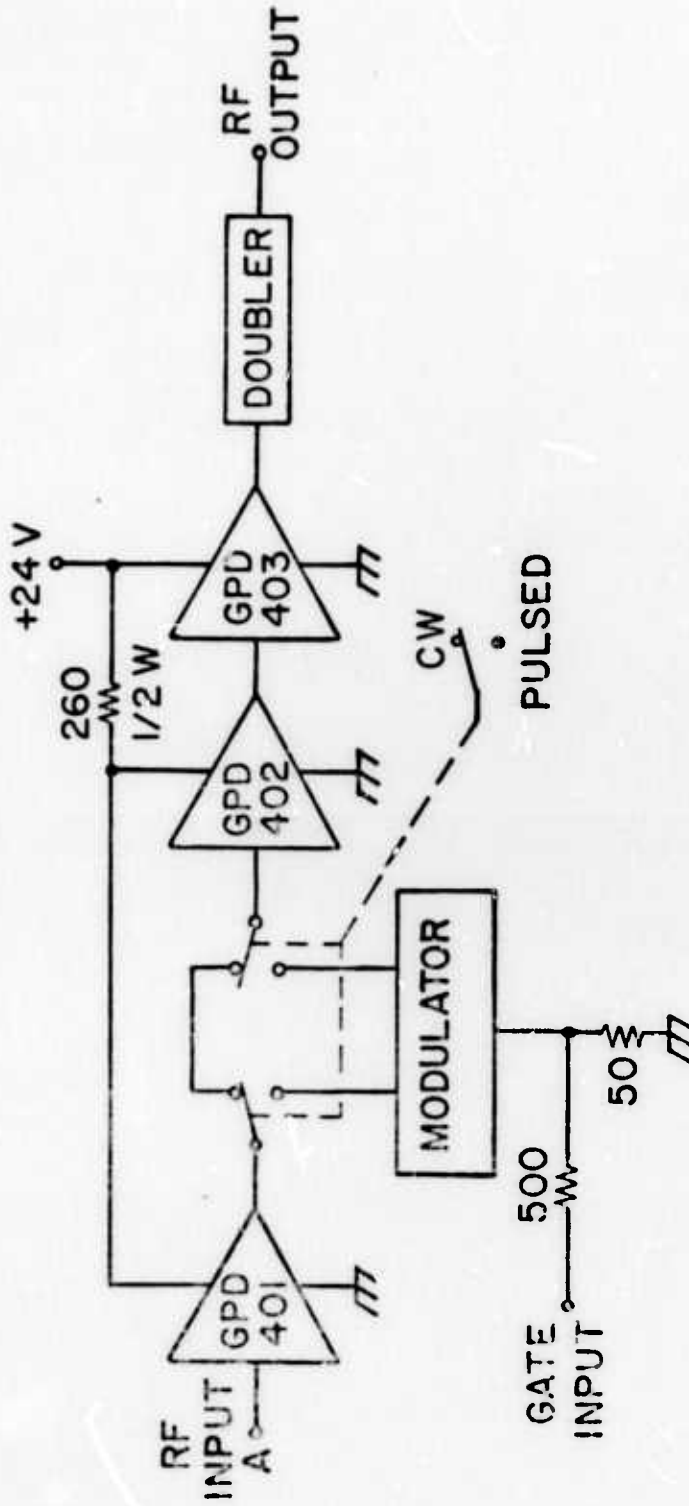 RF
INPUT
A
GPD
401
GPD
402
260
1/2 W
+24 V
GPD
403
DOUBLER
RF
OUTPUT
CW
PULSED
MODULATOR
GATE
INPUT
500
50